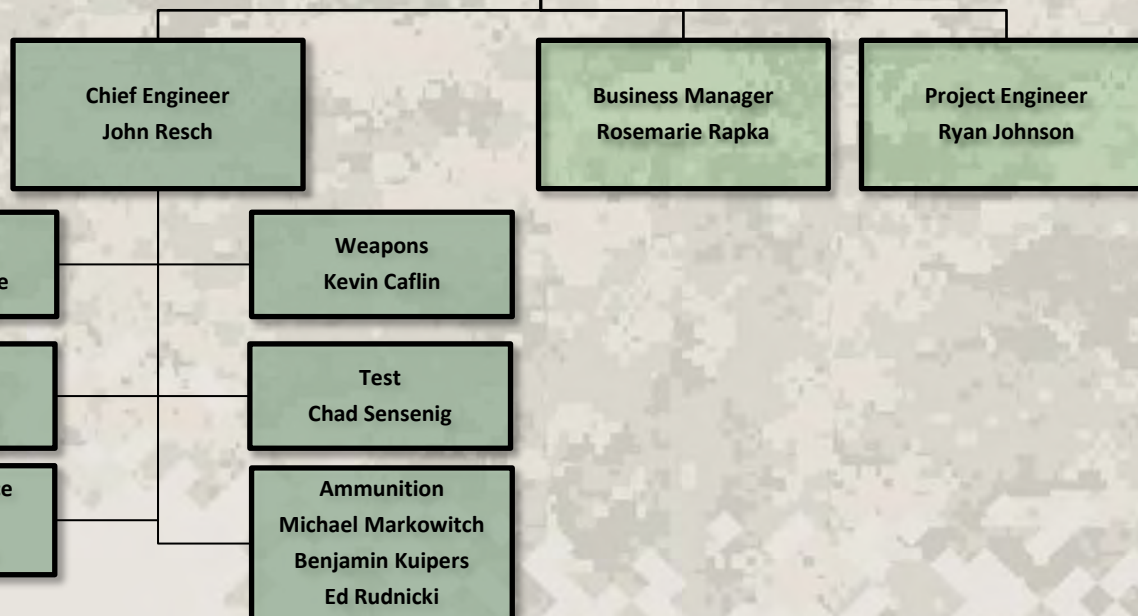 Chief Engineer
John Resch
Business Manager
Rosemarie Rapka
Project Engineer
Ryan Johnson
Weapons
Kevin Caflin
Test
Chad Sensenig
Ammunition
Michael Markowitch
Benjamin Kuipers
Ed Rudnicki